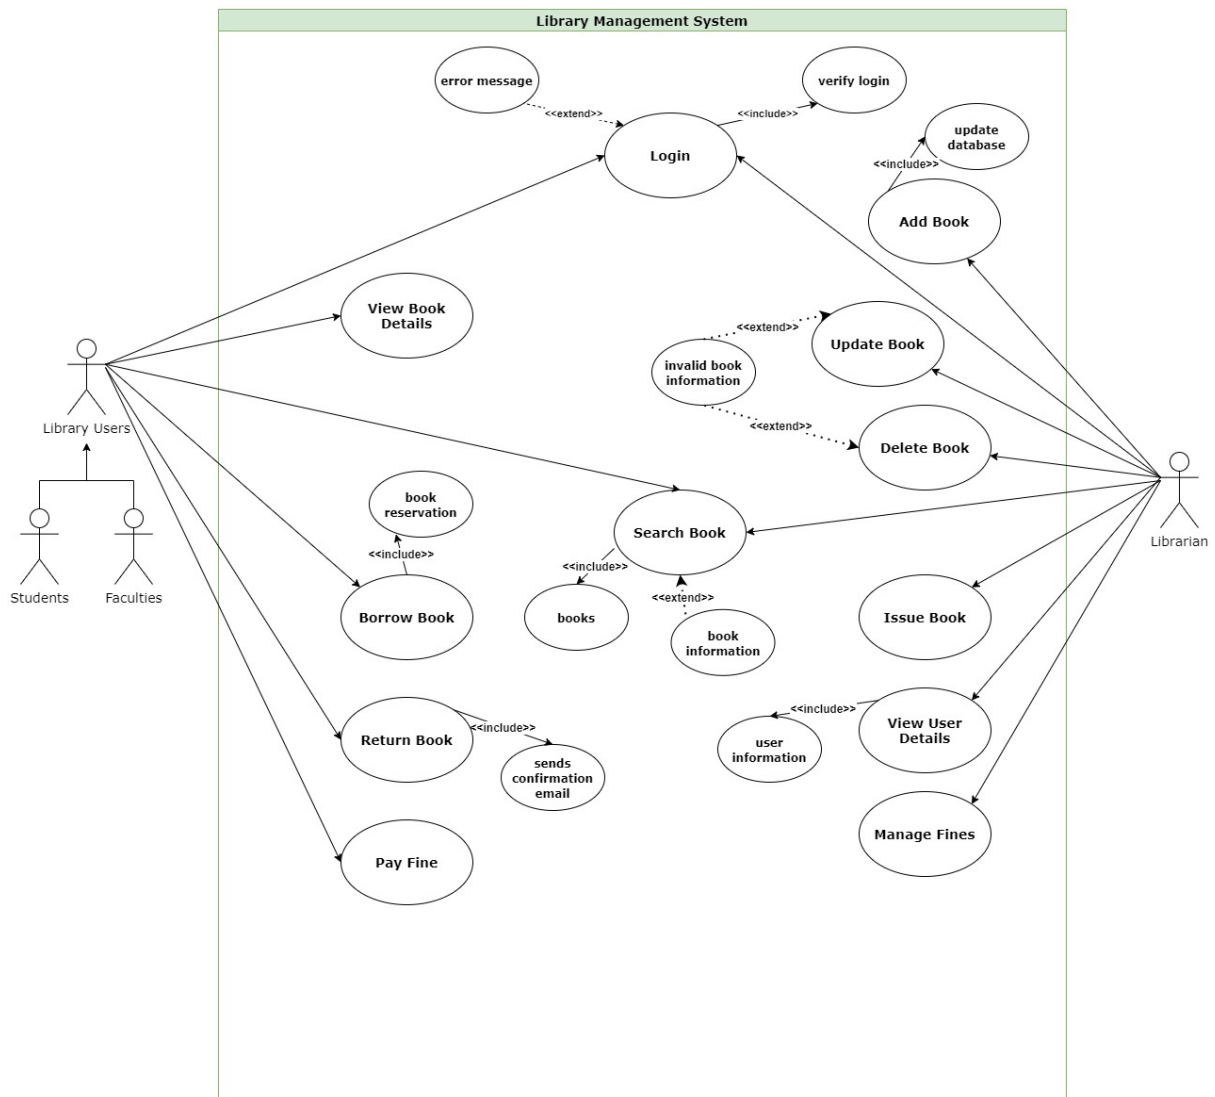 Library Management System
error message
verify login
<<extend>>
<<include>>
update
database
Login
<<include>>
Add Book
View Book
Details
<<extend>>
Update Book
invalid book
information
Library Users
<<extend>>
Delete Book
book
reservation
Search Book
Librarian
<<include>>
<<include>>
Students
Faculties
<<extend>>
Borrow Book
books
book
information
Issue Book
<<include>>
View User
Details
Return Book
<<include>>
user
information
sends
confirmation
email
Manage Fines
Pay Fine